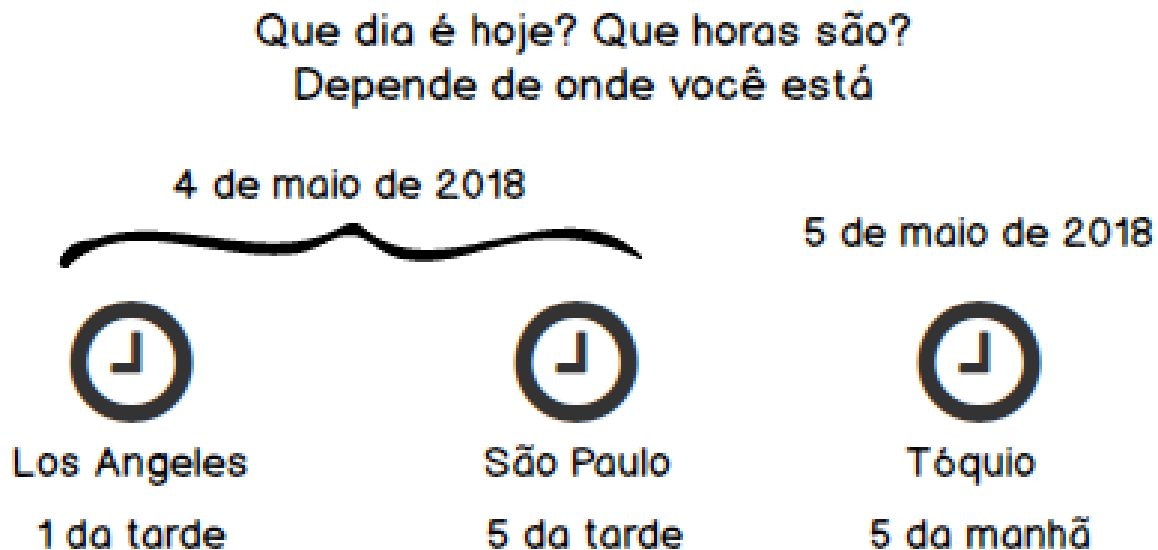 Que dia é hoje? Que horas são?
Depende de onde você está
4 de maio de 2018
5 de maio de 2018
Los Angeles
São Paulo
Tóquio
1 da tarde
5 da tarde
5 da manhã